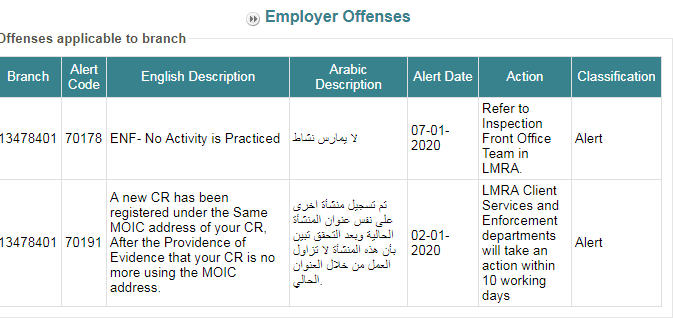 Employer Offenses
Offenses applicable to branch
Branch
Alert
Code
English Description
Arabic
Description
Alert Date
Action
Classification
13478401
70178
ENF- No Activity is Practiced
لا يمارس نشاط
07-01-
2020
Refer to
Inspection
Front Office
Team in
LMRA.
Alert
13478401
70191
A new CR has been
registered under the Same
MOIC address of your CR,
After the Providence of
Evidence that your CR is no
more using the MOIC
address.
تم تسجيل منشأة اخرى
على نفس عنوان المنشأة
الحالية وبعد التحقق تبين
بأن هذه المنشأة لا تزاول
العمل من خلال العنوان
الحالي.
02-01-
2020
LMRA Client
Services and
Enforcement
departments
will take an
action within
10 working
days
Alert